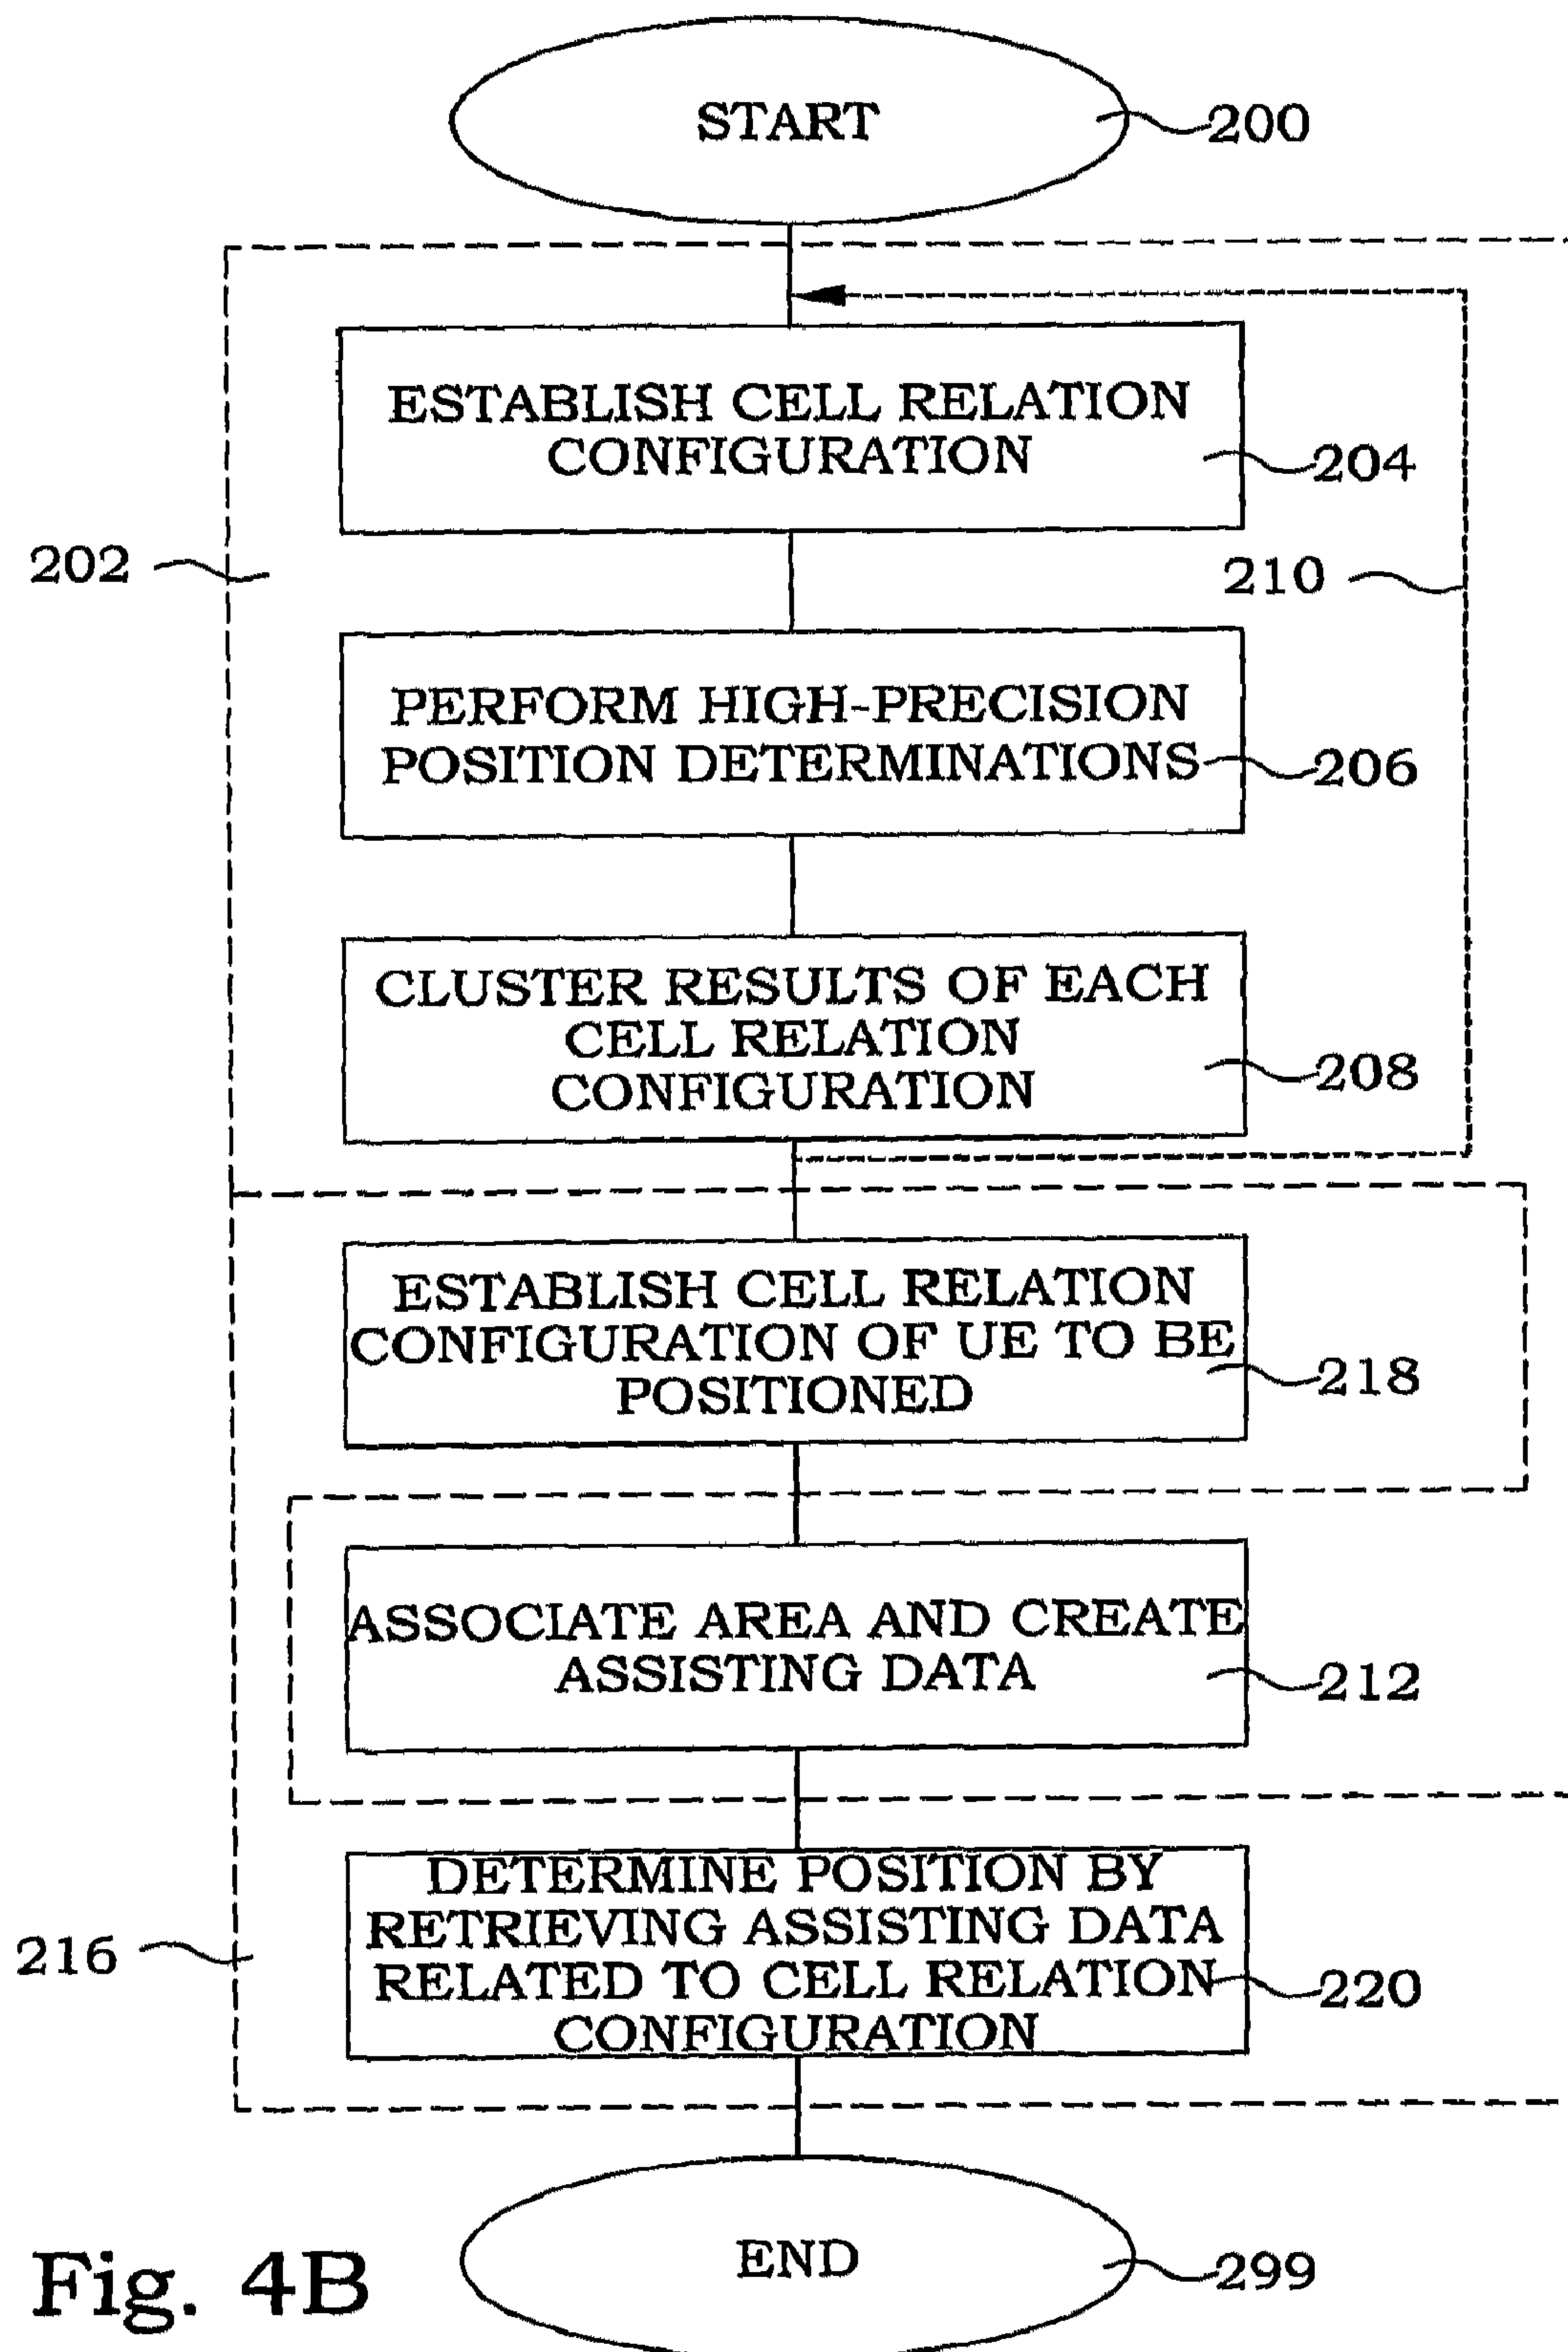 START
200
ESTABLISH CELL RELATION
CONFIGURATION
204
202
210
PERFORM HIGH-PRECISION
POSITION DETERMINATIONS
206
CLUSTER RESULTS OF EACH
CELL RELATION
CONFIGURATION
208
ESTABLISH CELL RELATION
CONFIGURATION OF UE TO BE
POSITIONED
218
ASSOCIATE AREA AND CREATE
ASSISTING DATA
212
DETERMINE POSITION BY
RETRIEVING ASSISTING DATA
RELATED TO CELL RELATION
CONFIGURATION
220
216
END
299
Fig. 4B